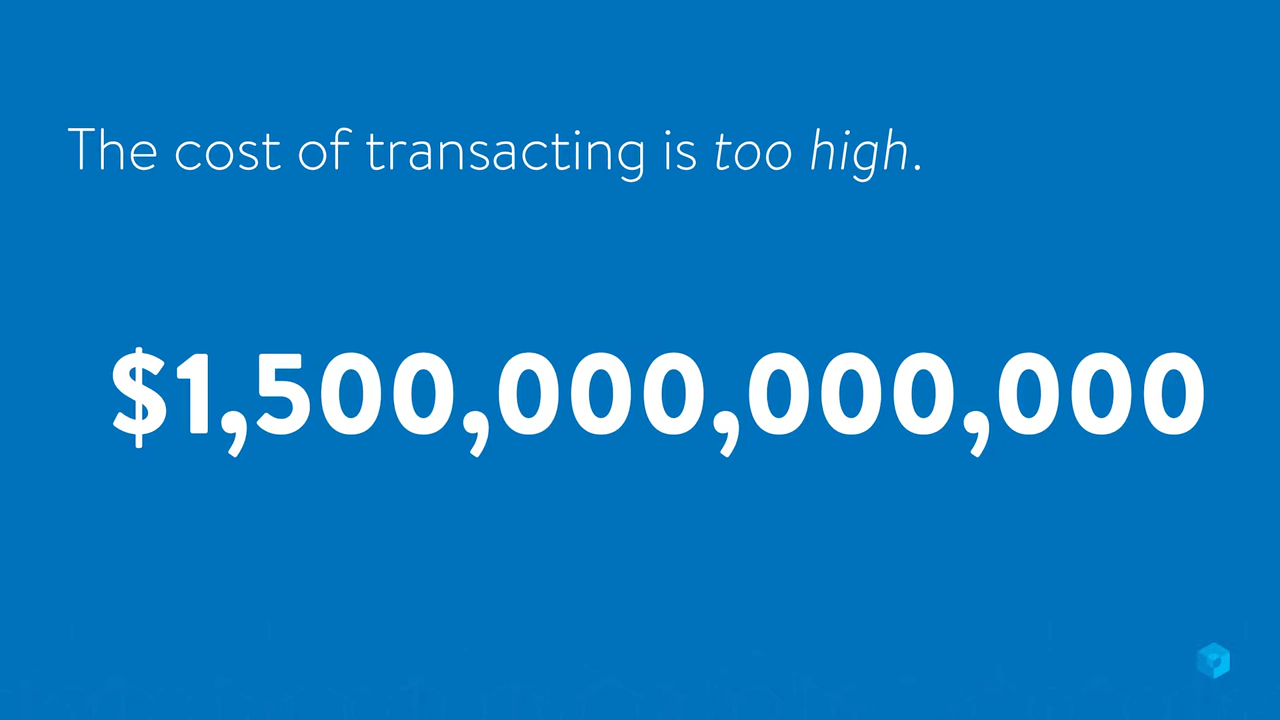 The cost of transacting is too high.
$1,500,000,000,000